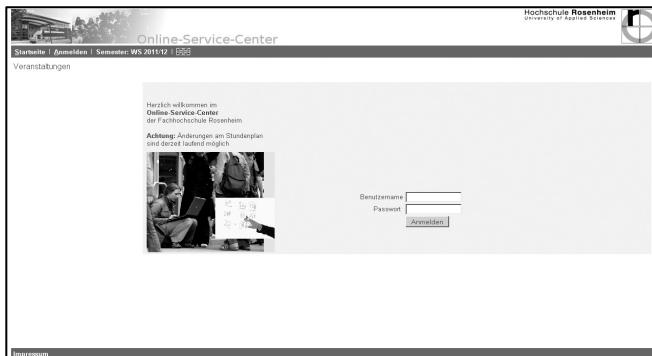 Hochschule Rosenheim
University of Applied Sciences
Online-Service-Center
Startseite | Anmelden | Semester: WS 2011/12 |
Veranstaltungen
Herzlich willkommen im
Online-Service-Center
der Fachhochschule Rosenheim
Achtung: Änderungen am Stundenplan
sind derzeit laufend möglich
Benutzername
Passwort
Anmelden
Impressum